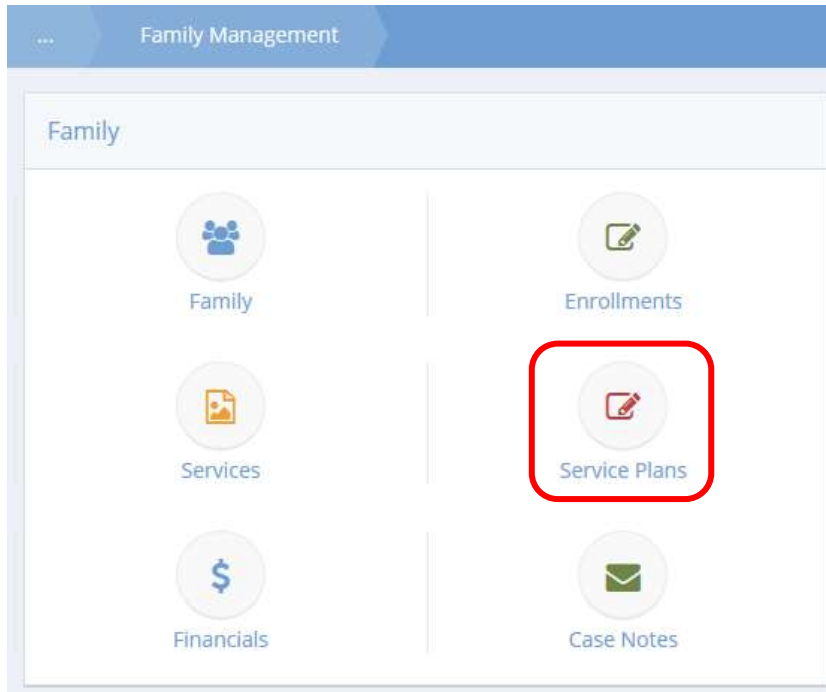 ... Family Management
Family
Family Enrollments
Services Service Plans
Financials Case Notes